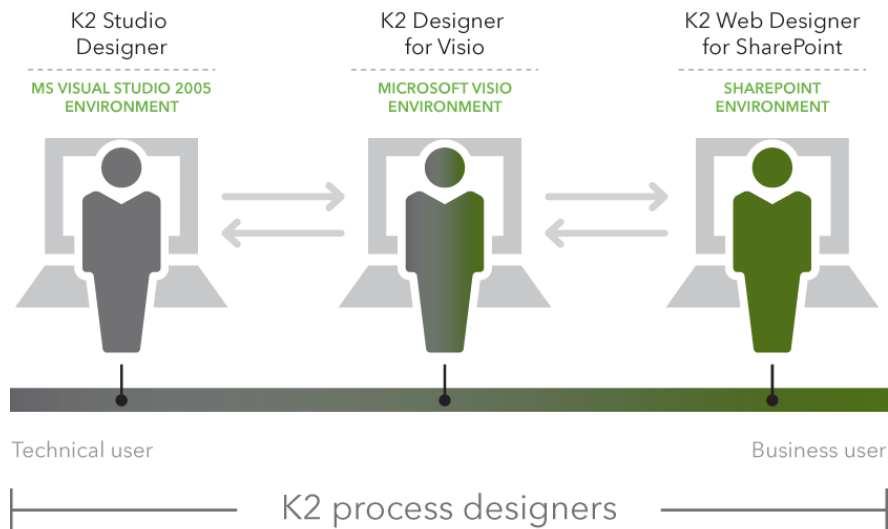 K2 Studio
Designer
MS VISUAL STUDIO 2005
ENVIRONMENT
K2 Designer
for Visio
MICROSOFT VISIO
ENVIRONMENT
K2 Web Designer
for SharePoint
SHAREPOINT
ENVIRONMENT
Technical user
Business user
K2 process designers